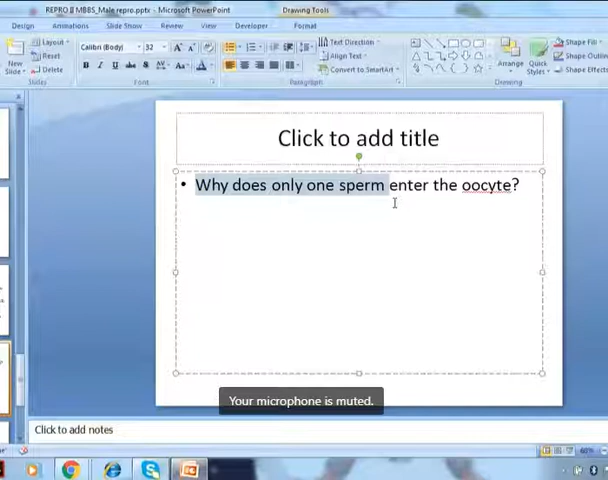 REPRO II MBBS_Male repro.pptx - Microsoft PowerPoint
Drawing Tools
Design Animations Slide Show Review View Developer Format
Layout
Reset
Delete
New
Slide
Slides
Calibri (Body) 32
Font
Text Direction
Align Text
Convert to SmartArt
Paragraph
Arrange
Quick
Styles
Shape Fill
Shape Outline
Shape Effects
Drawing
Click to add title
• Why does only one sperm enter the oocyte?
Your microphone is muted.
Click to add notes
60%